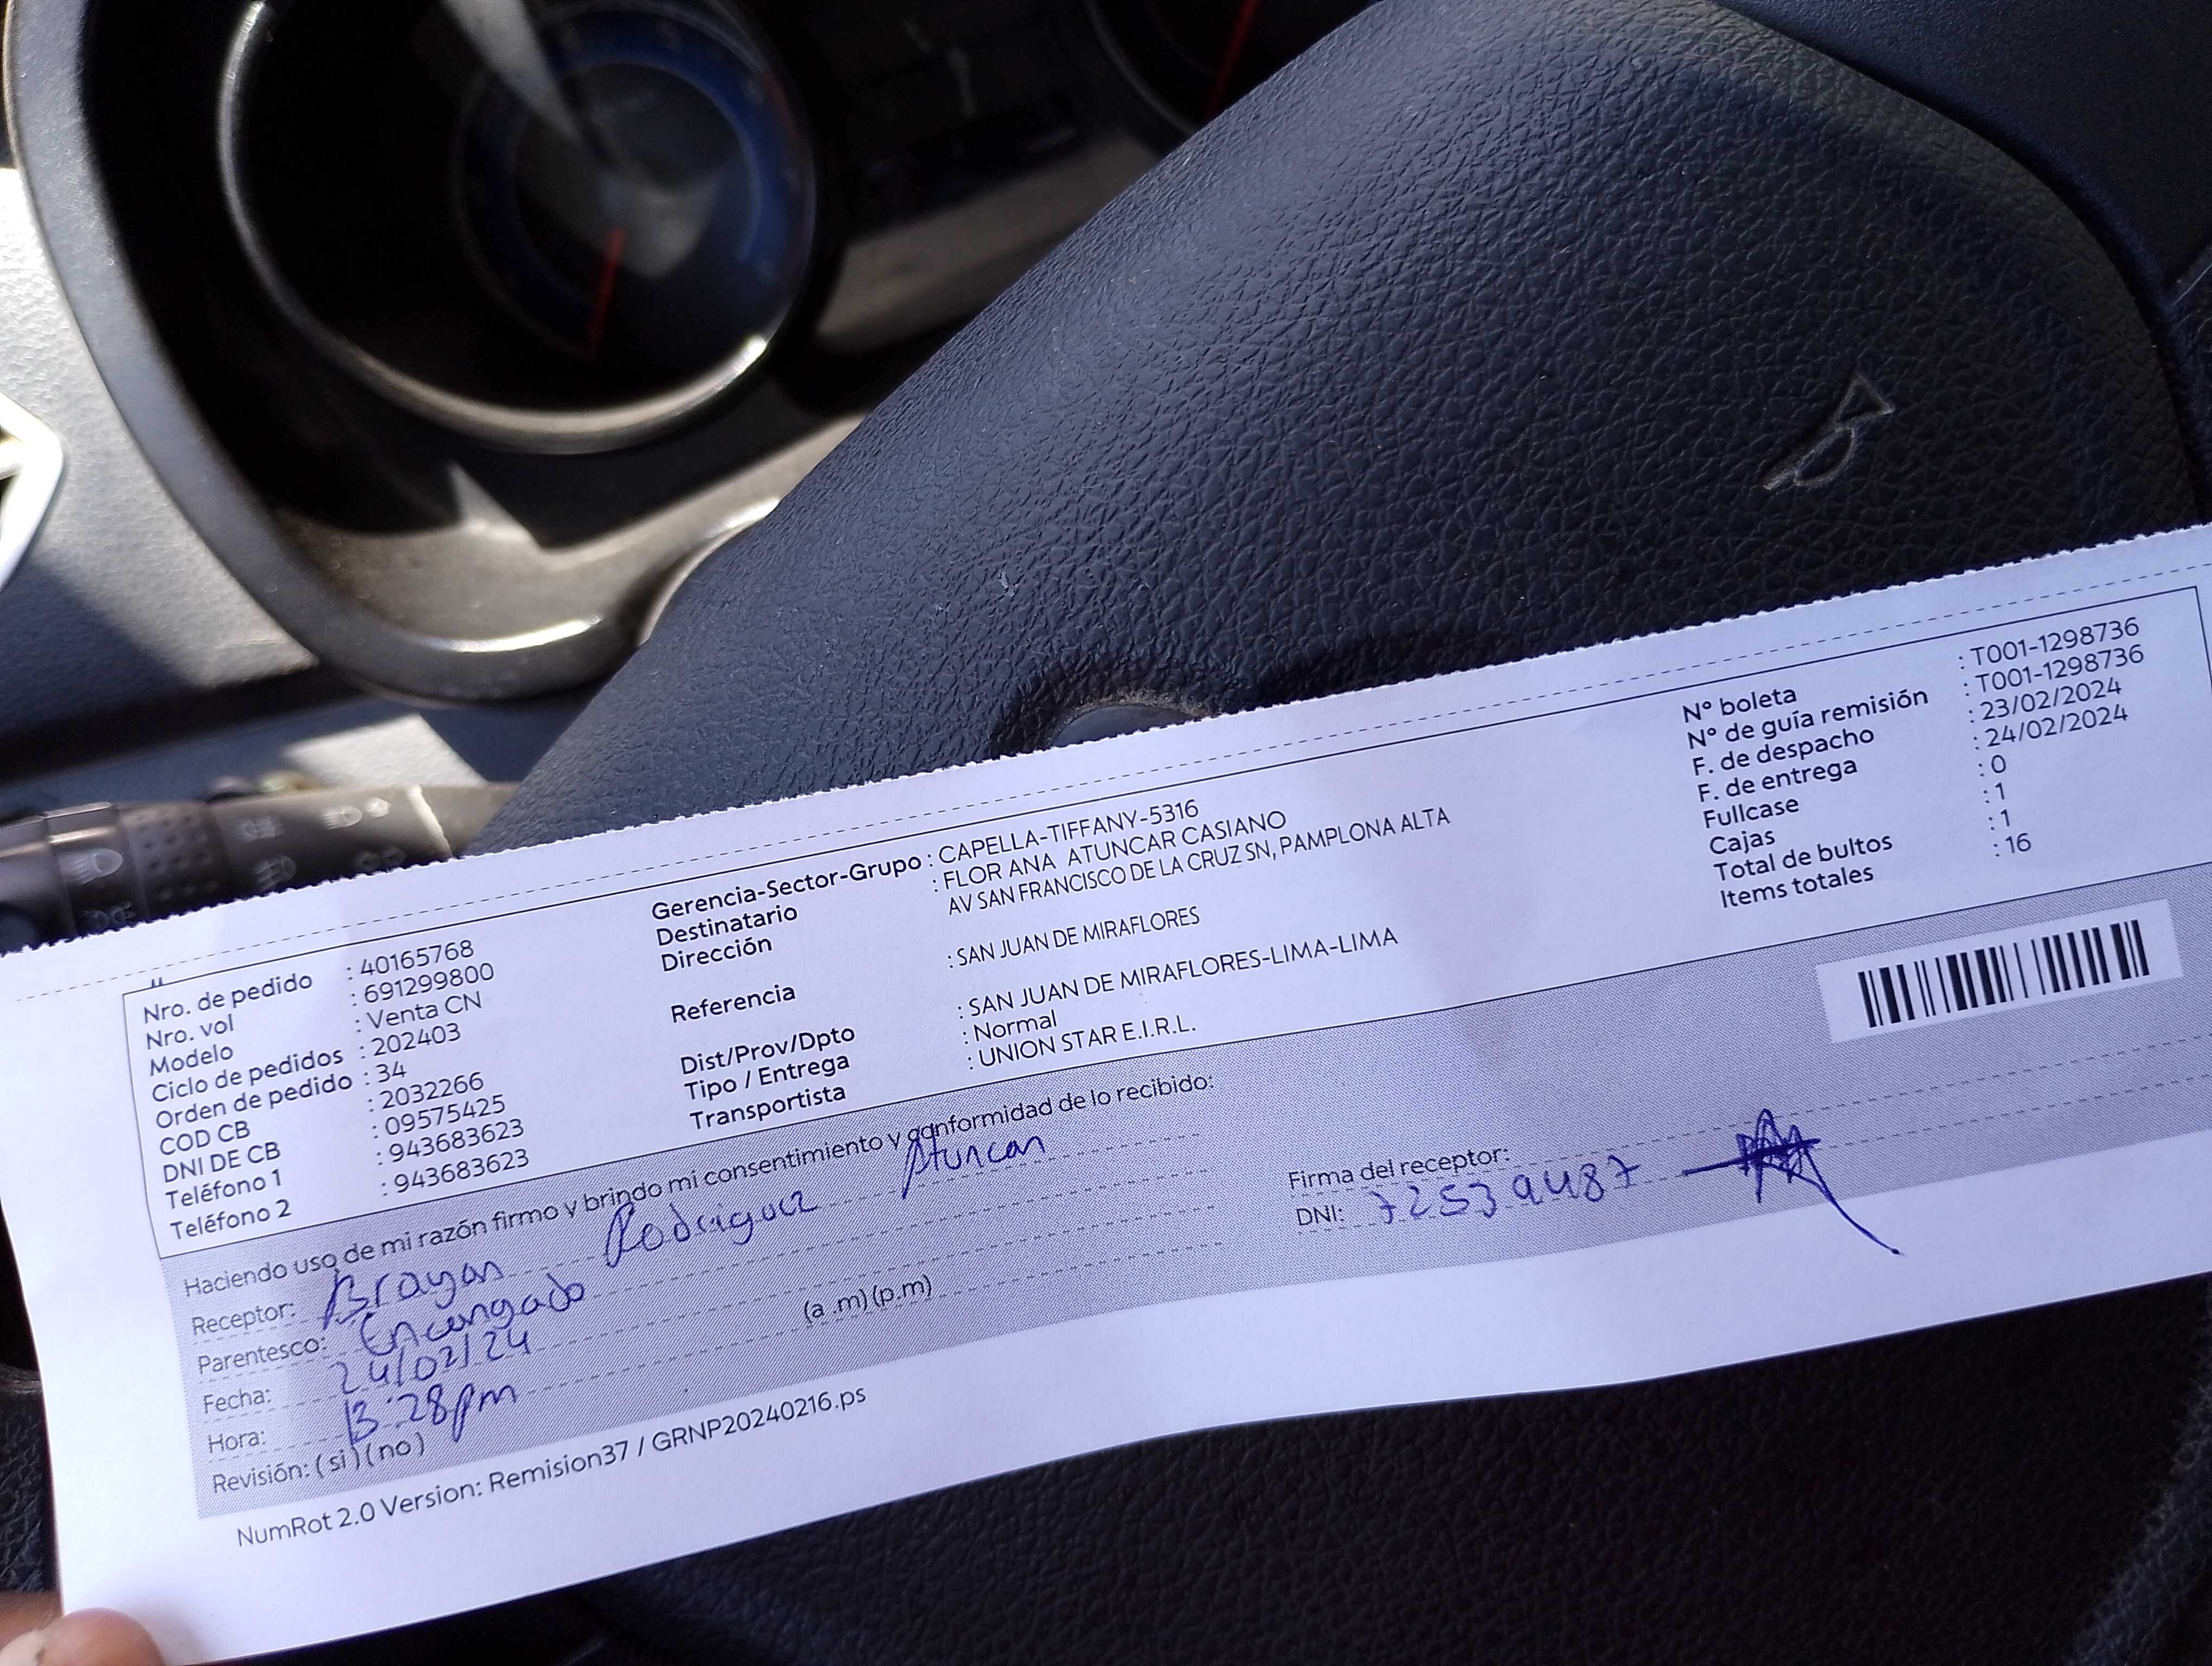 Nro. de pedido : 40165768
Nro. vol : 691299800
Modelo : Venta CN
Ciclo de pedidos : 202403
Orden de pedido : 34
COD CB : 2032266
DNI DE CB : 09575425
Teléfono 1 : 943683623
Teléfono 2 : 943683623
Gerencia-Sector-Grupo : CAPELLA-TIFFANY-5316
Destinatario : FLOR ANA ATUNCAR CASIANO
Dirección AV SAN FRANCISCO DE LA CRUZ SN, PAMPLONA ALTA
Referencia : SAN JUAN DE MIRAFLORES
Dist/Prov/Dpto : SAN JUAN DE MIRAFLORES-LIMA-LIMA
Tipo / Entrega : Normal
Transportista : UNION STAR E.I.R.L.
N° boleta : T001-1298736
N° de guía remisión : T001-1298736
F. de despacho : 23/02/2024
F. de entrega : 24/02/2024
Fullcase : 0
Cajas : 1
Total de bultos : 1
Items totales : 16
Haciendo uso de mi razón firmo y brindo mi consentimiento y conformidad de lo recibido:
Receptor: Brayan Rodriguez Atuncar
Parentesco: Encargado
Fecha: 24/02/24
Hora: 13:28pm (a .m)(p.m)
Revisión: (si)(no)
Firma del receptor:
DNI: 72539487
NumRot 2.0 Version: Remision37 / GRNP20240216.ps